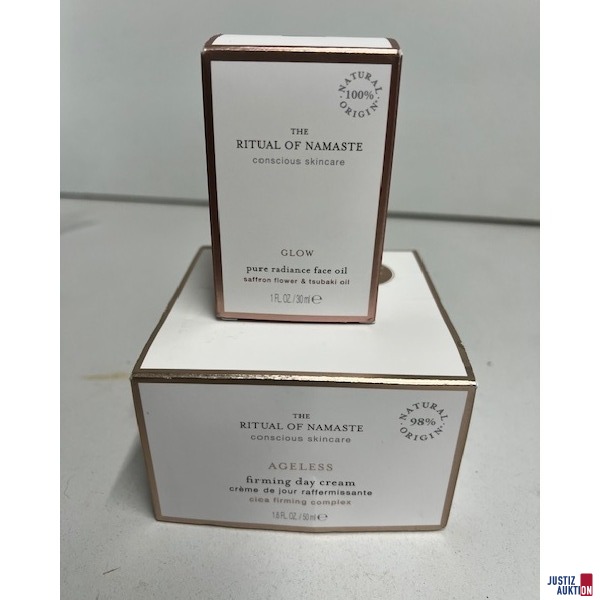 NATURAL
100%
ORIGIN
THE
RITUAL OF NAMASTE
conscious skincare
GLOW
pure radiance face oil
saffron flower & tsubaki oil
1 FL. OZ. / 30 ml ℮
THE
RITUAL OF NAMASTE
conscious skincare
NATURAL
98%
ORIGIN
AGELESS
firming day cream
crème de jour raffermissante
cica firming complex
1.6 FL. OZ. / 50 ml ℮
JUSTIZ
AUKTION